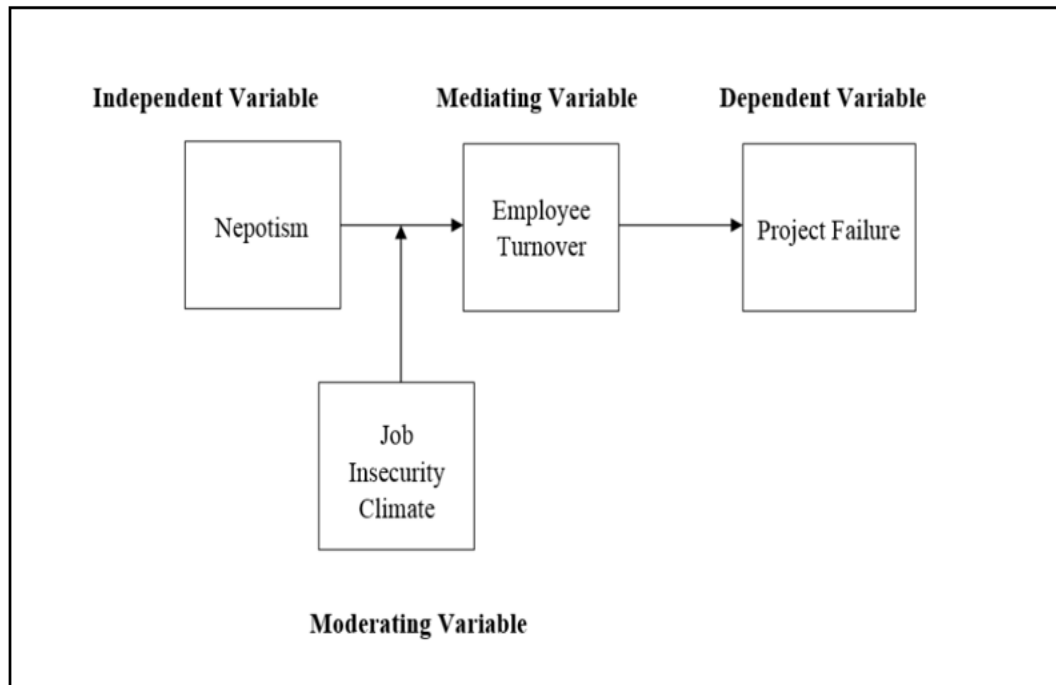 Independent Variable
Mediating Variable
Dependent Variable
Nepotism
Employee
Turnover
Project Failure
Job
Insecurity
Climate
Moderating Variable